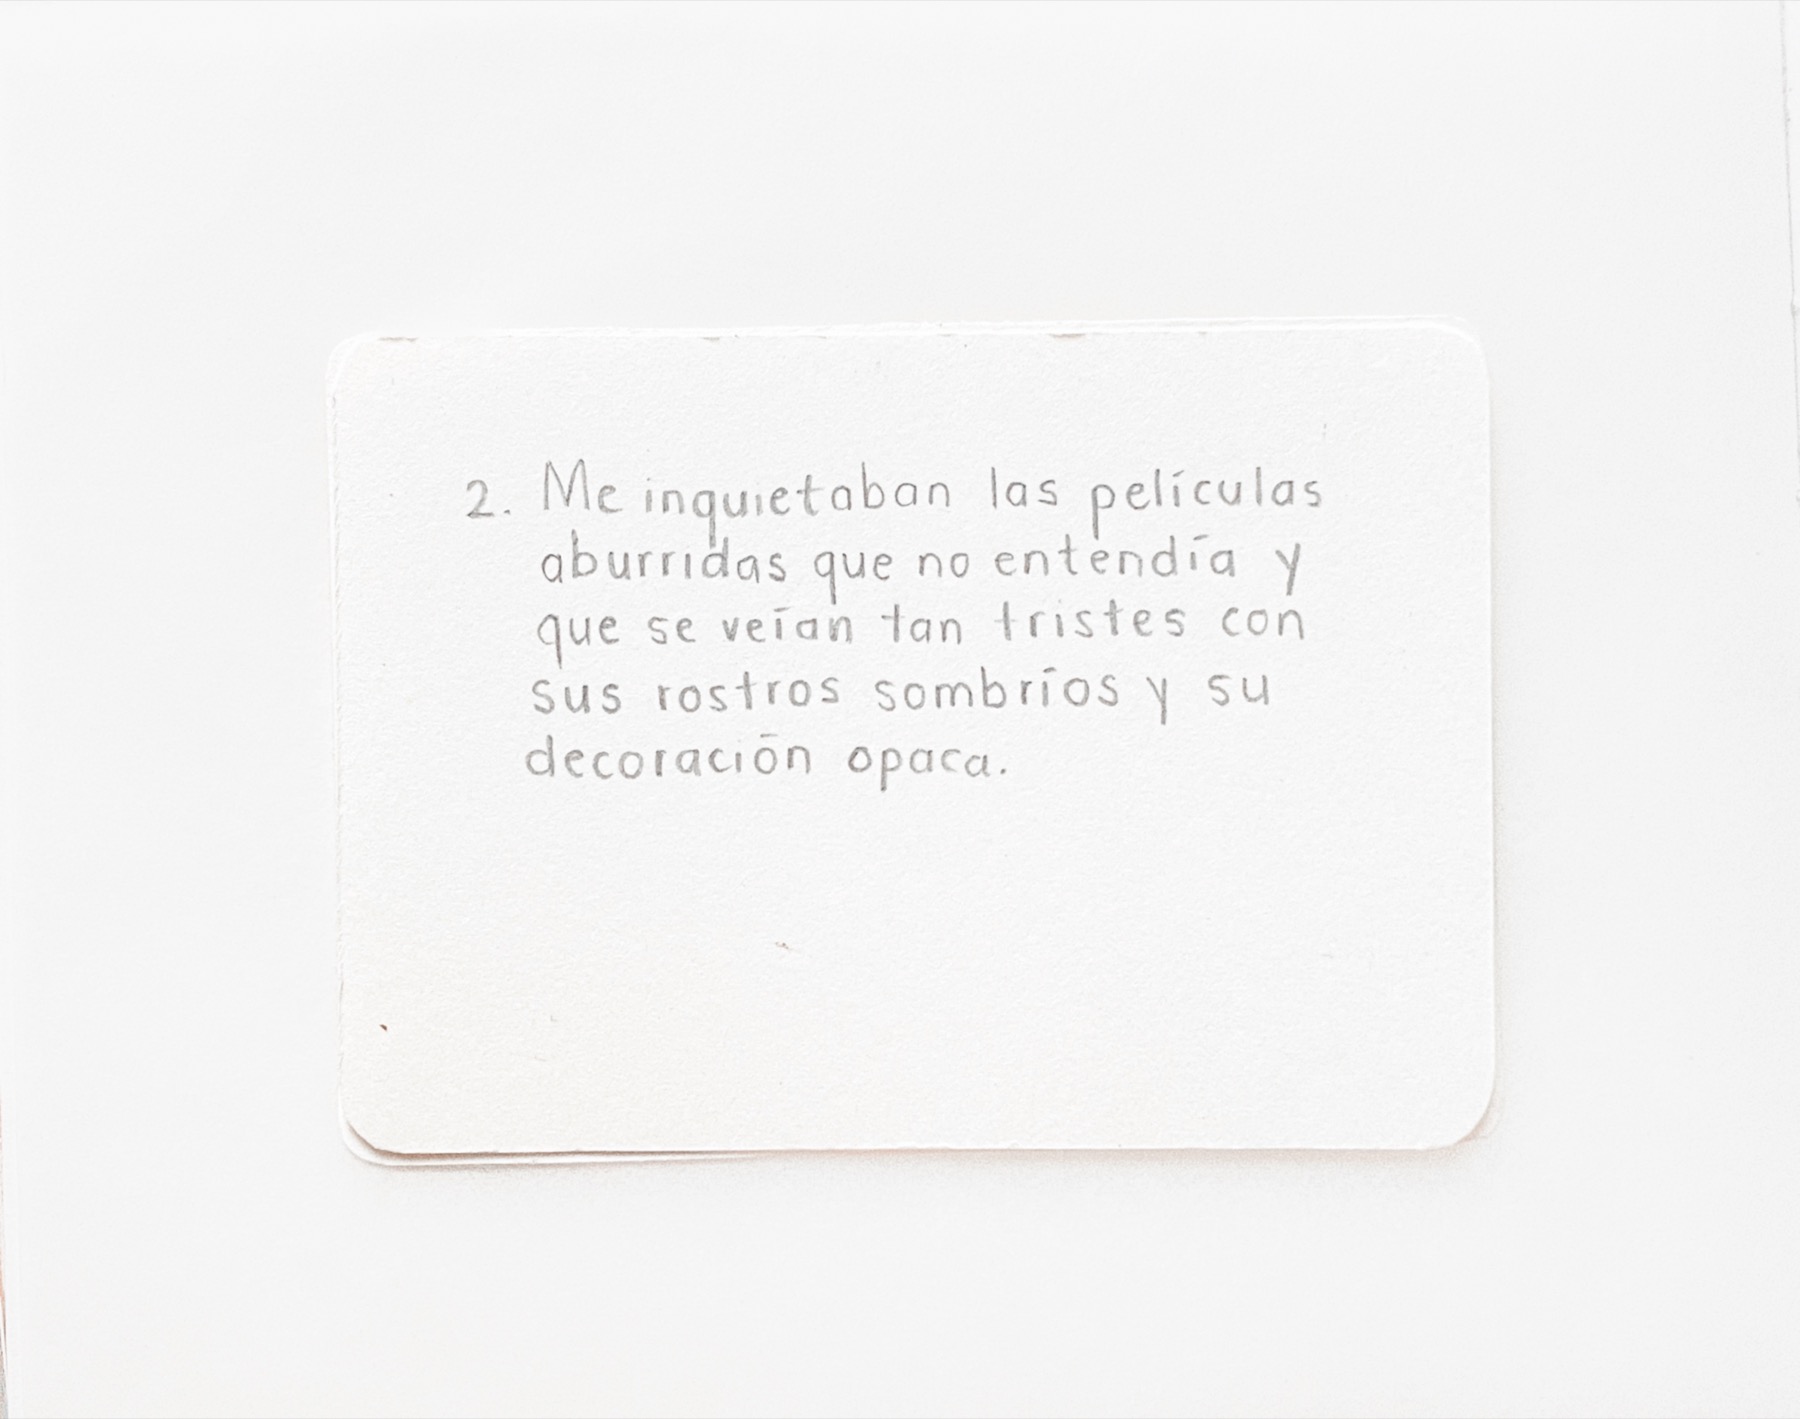 2. Me inquietaban las películas
aburridas que no entendía y
que se veían tan tristes con
sus rostros sombríos y su
decoración opaca.